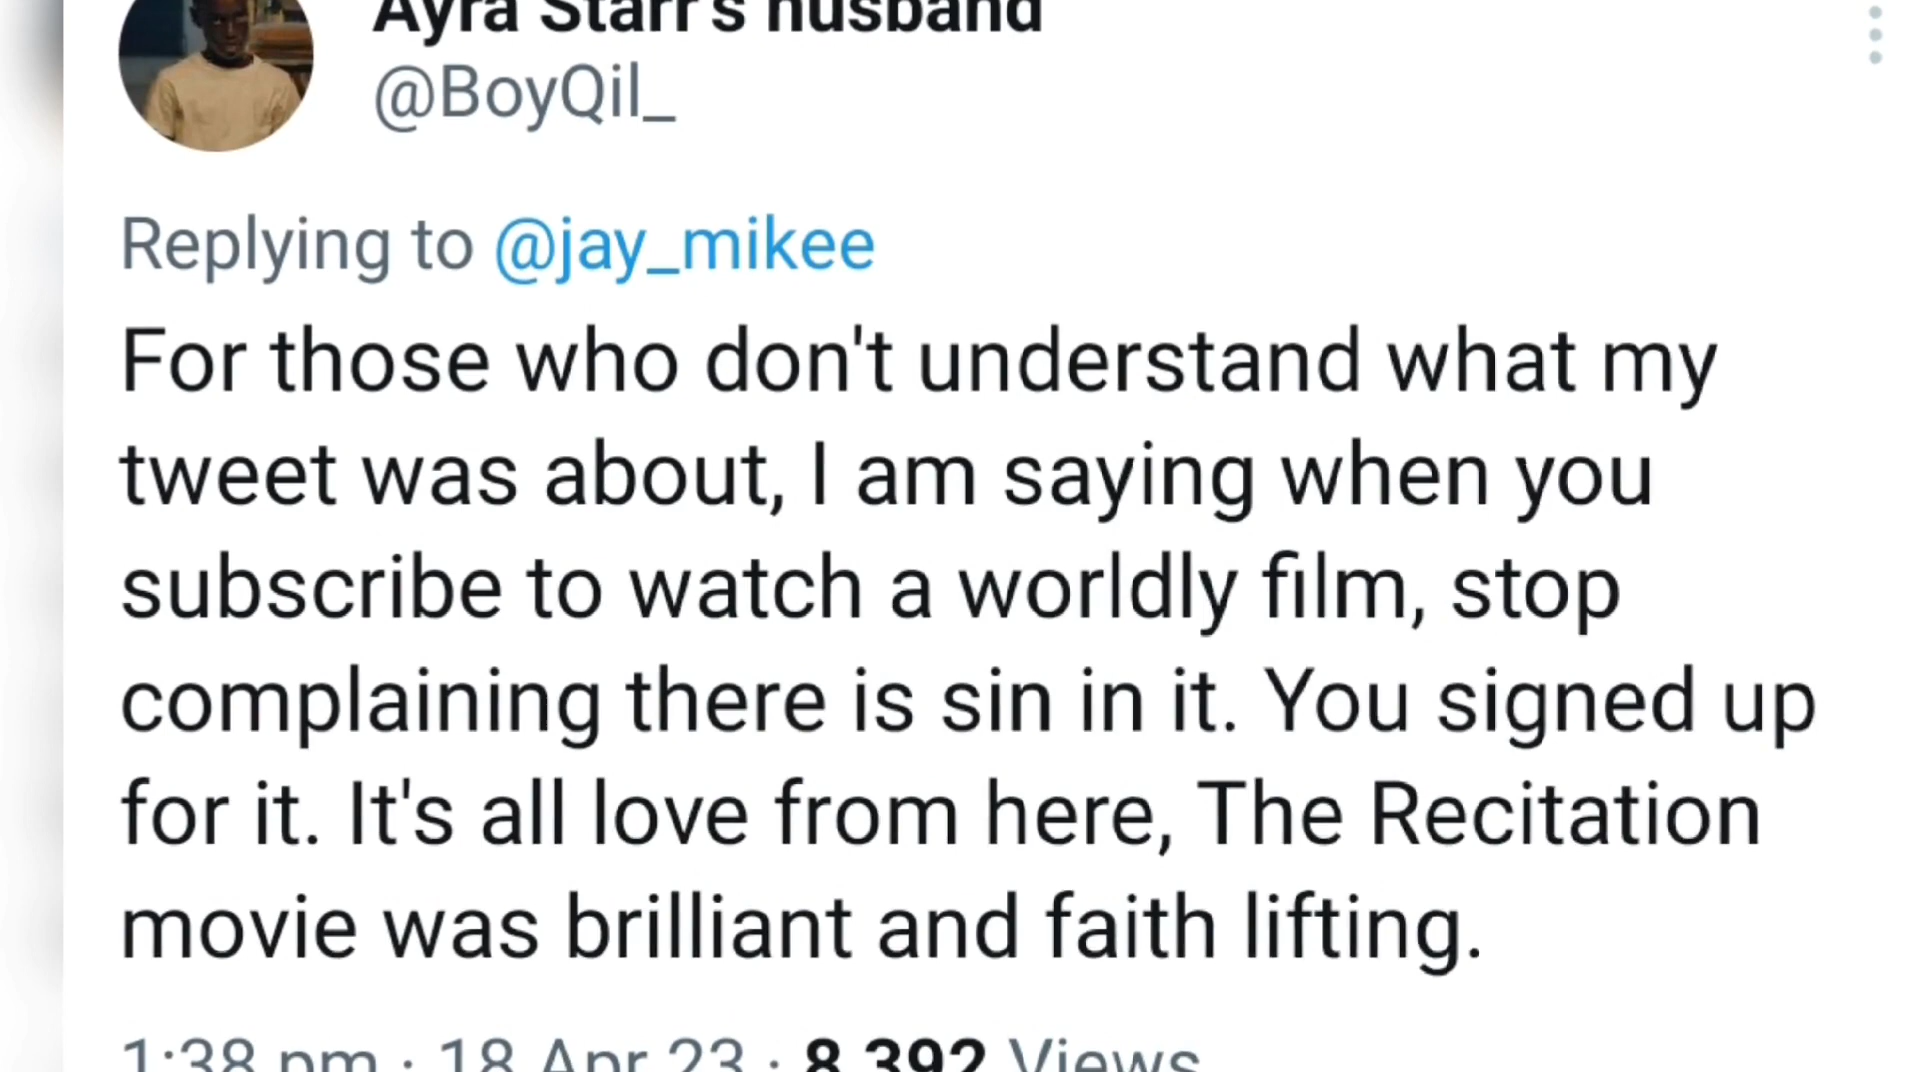 Ayra Starr's husband
@BoyQil_
Replying to @jay_mikee
For those who don't understand what my
tweet was about, I am saying when you
subscribe to watch a worldly film, stop
complaining there is sin in it. You signed up
for it. It's all love from here, The Recitation
movie was brilliant and faith lifting.
1:38 pm · 18 Apr 23 · 8,392 Views